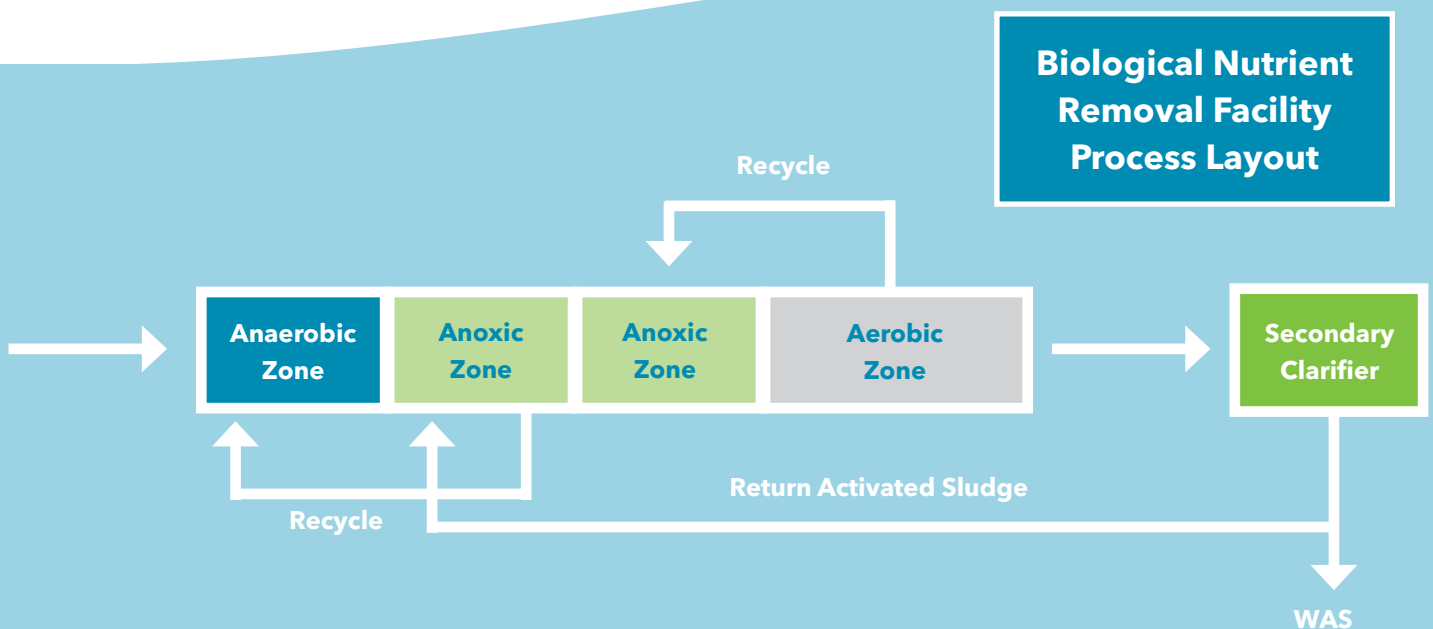 Biological Nutrient
Removal Facility
Process Layout
Recycle
Anaerobic
Zone
Anoxic
Zone
Anoxic
Zone
Aerobic
Zone
Secondary
Clarifier
Return Activated Sludge
Recycle
WAS